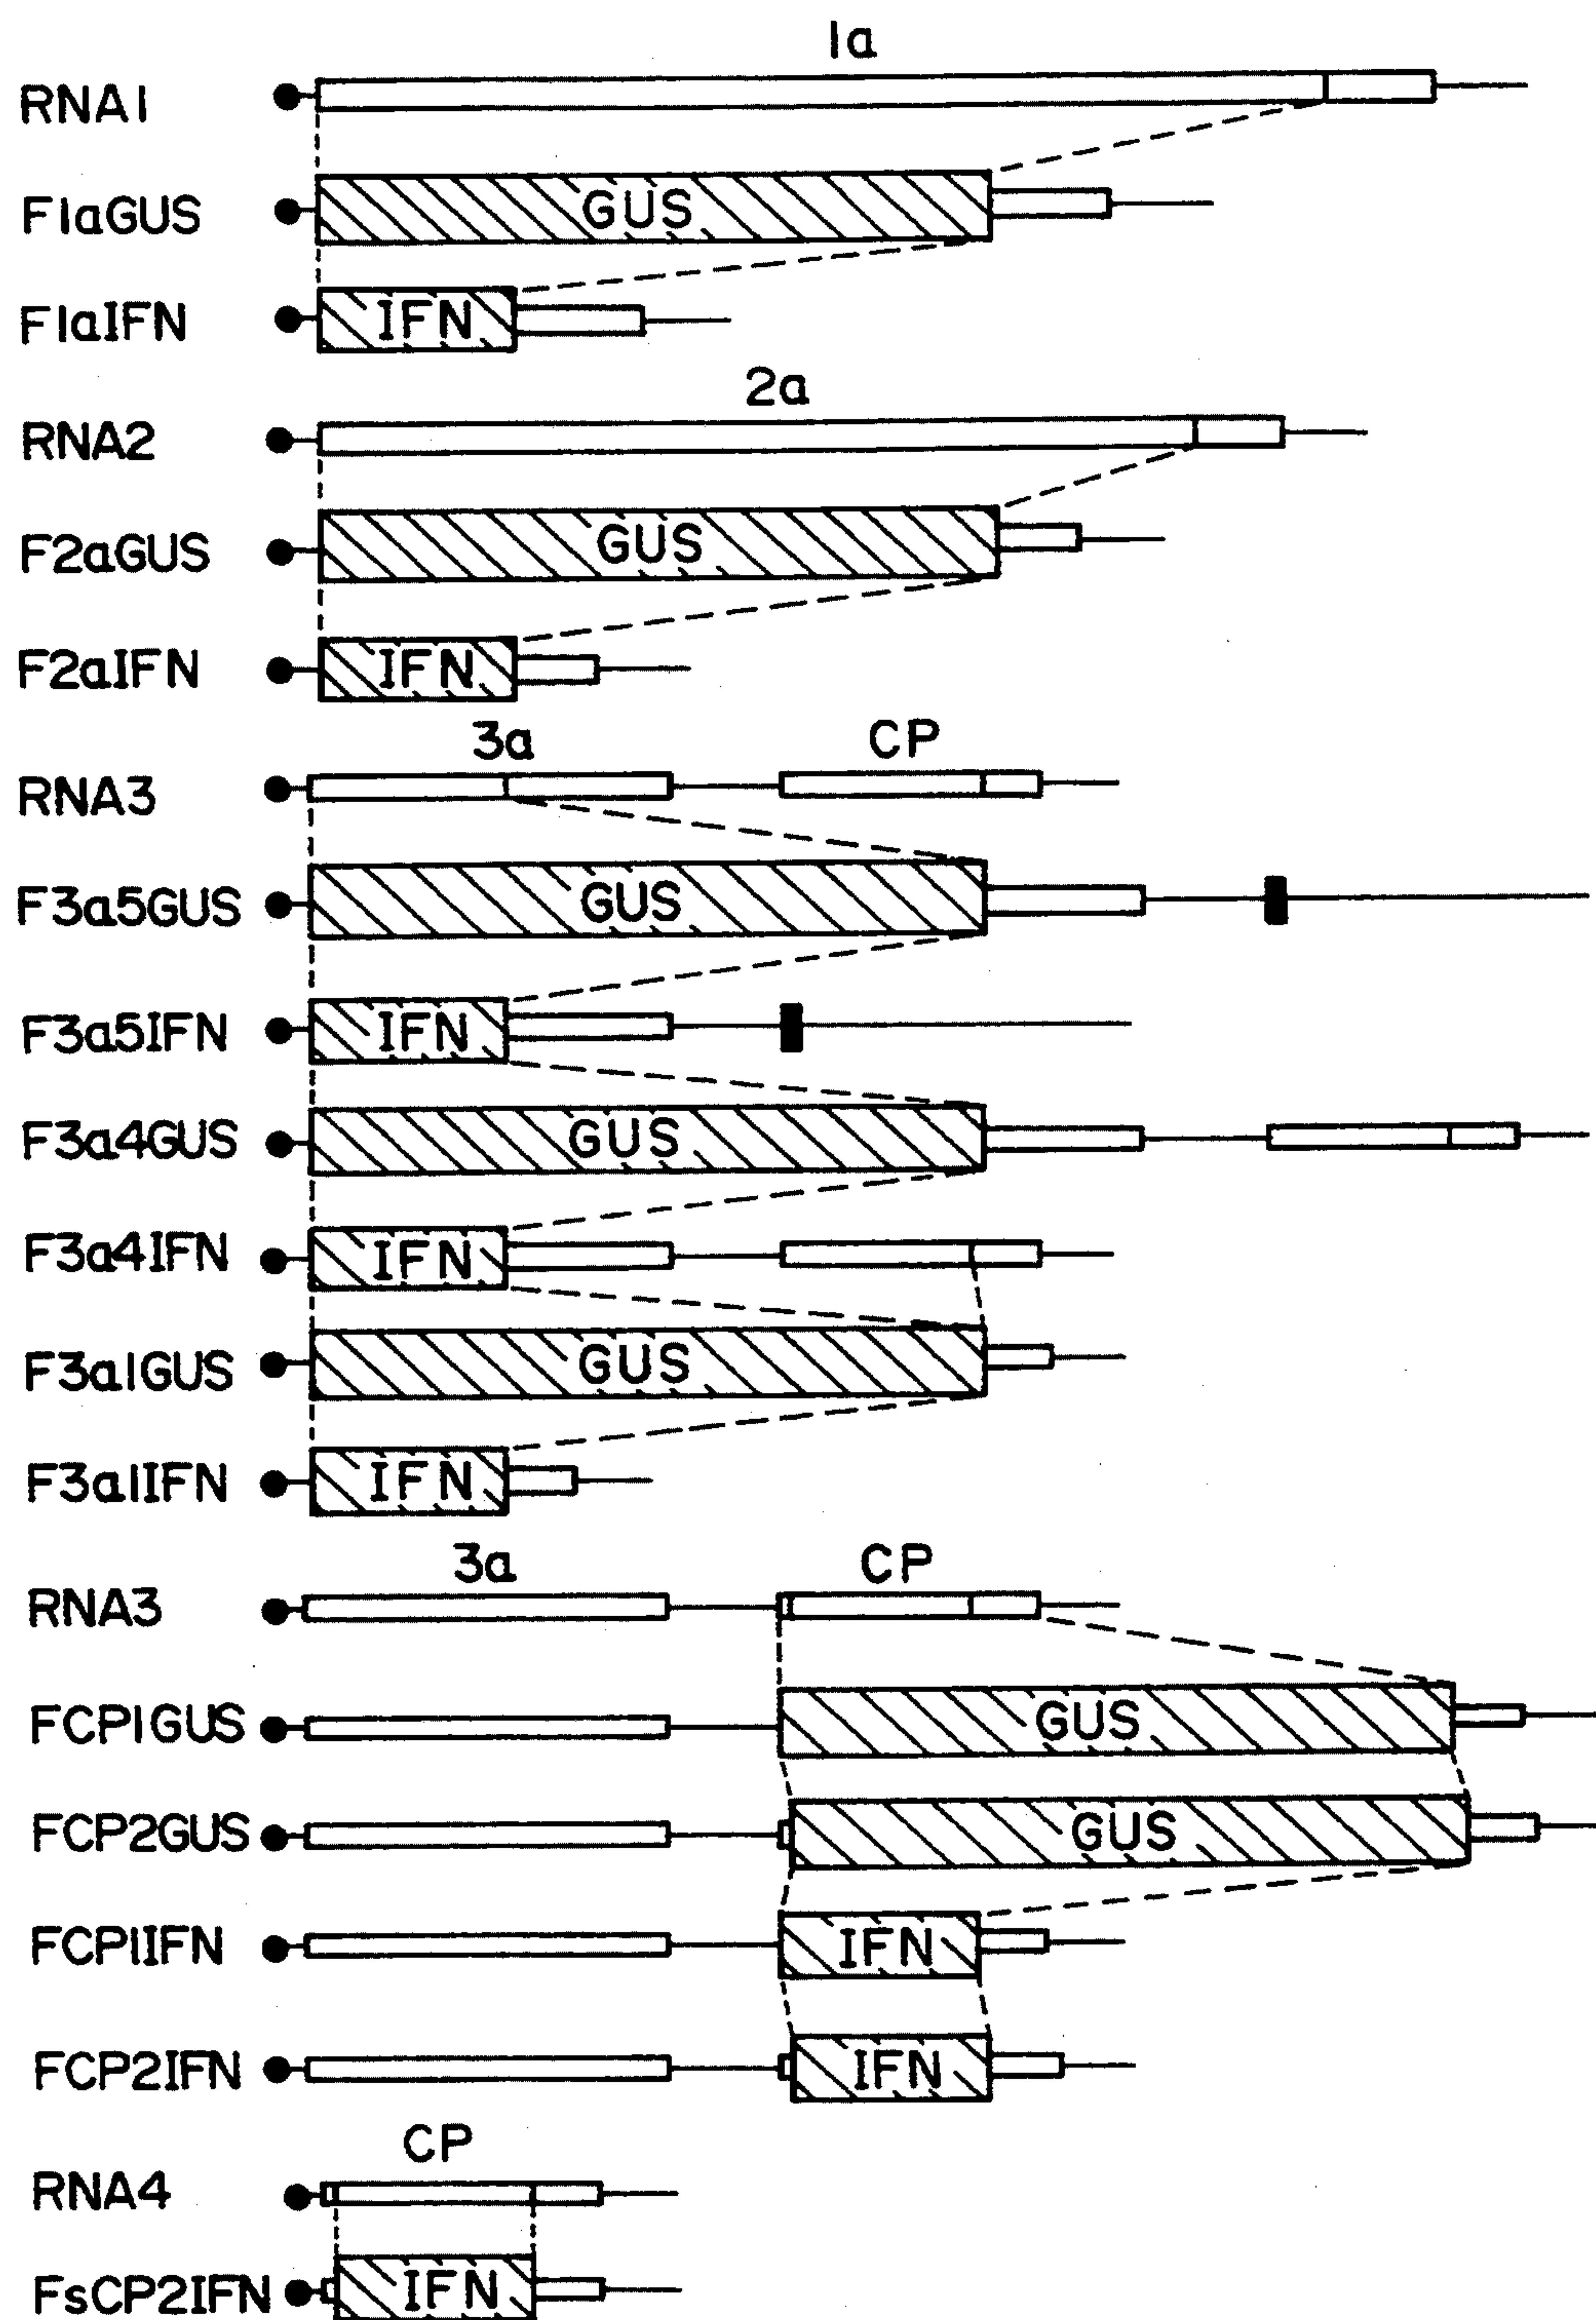 1a
RNA1
F1aGUS GUS
F1aIFN IFN
2a
RNA2
F2aGUS GUS
F2aIFN IFN
3a CP
RNA3
F3a5GUS GUS
F3a5IFN IFN
F3a4GUS GUS
F3a4IFN IFN
F3a1GUS GUS
F3a1IFN IFN
3a CP
RNA3
FCP1GUS GUS
FCP2GUS GUS
FCP1IFN IFN
FCP2IFN IFN
CP
RNA4
FsCP2IFN IFN